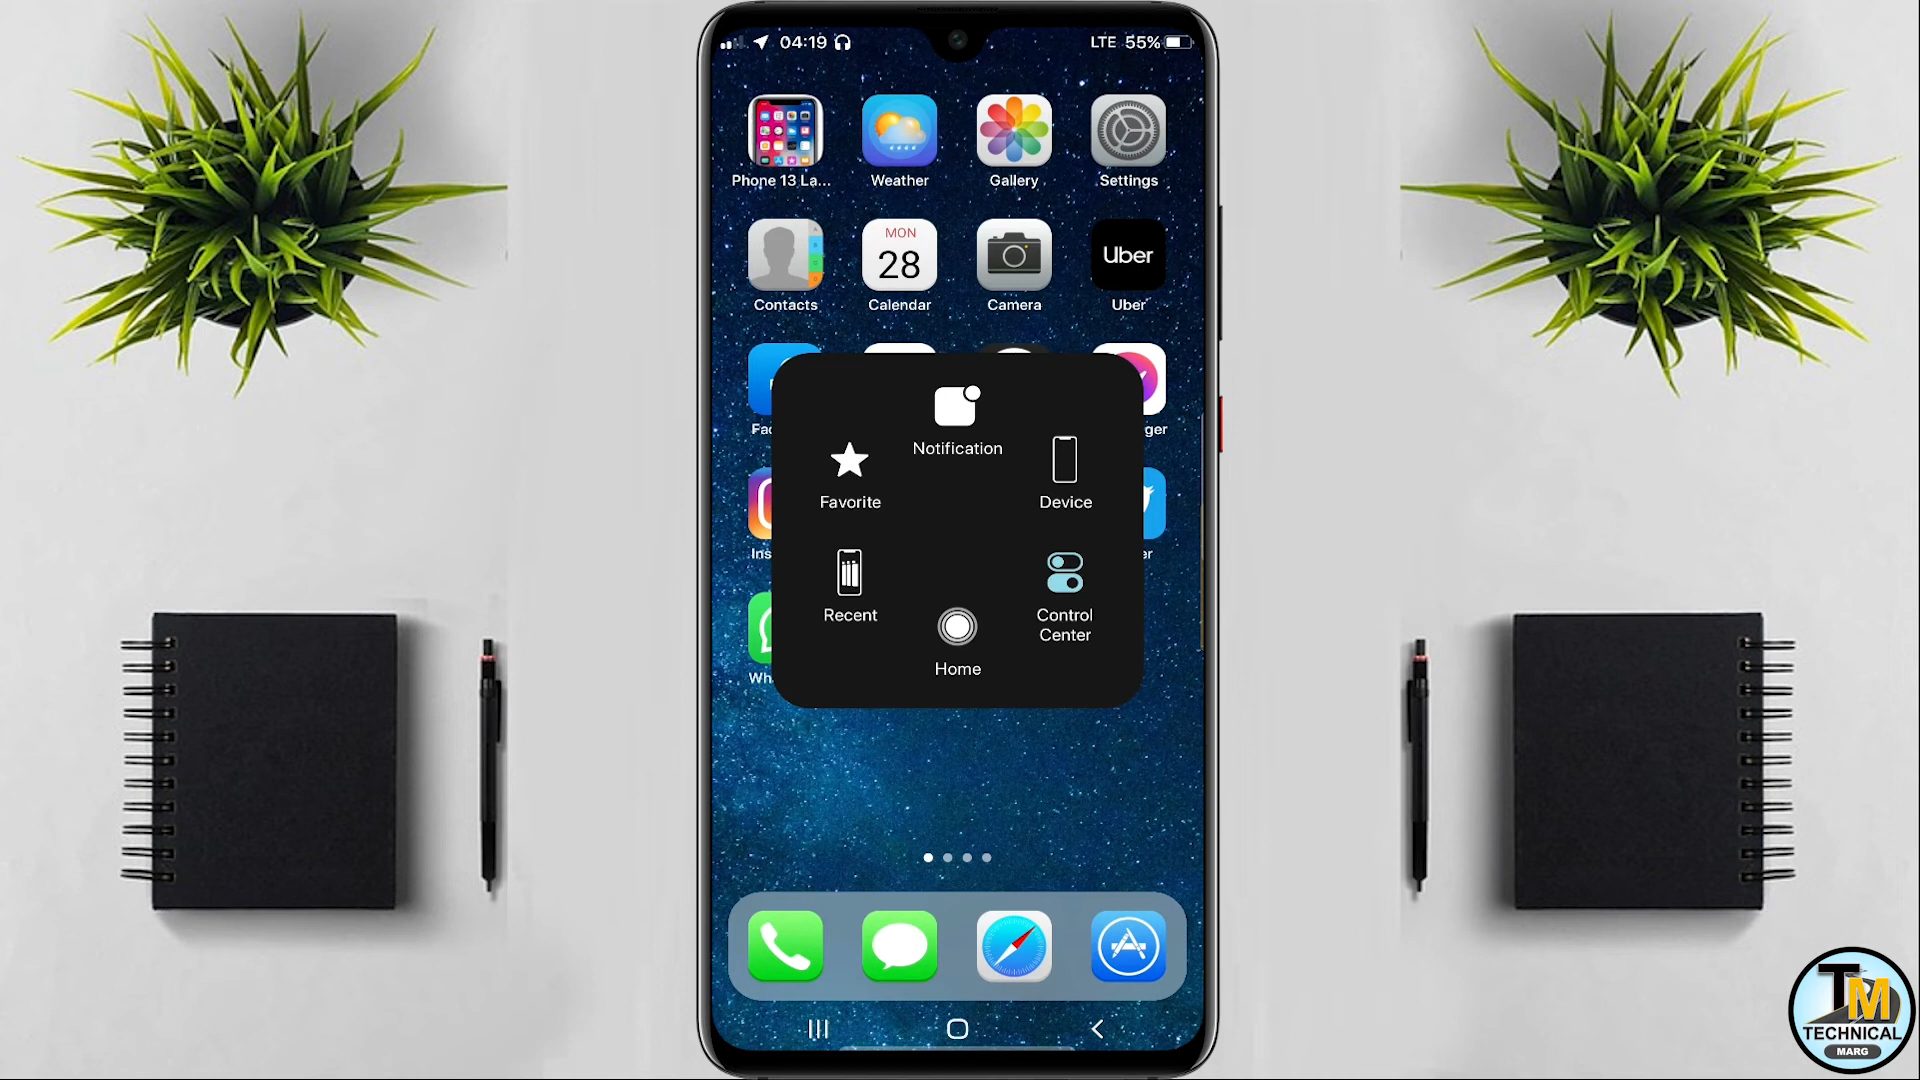 04:19
LTE 55%
Phone 13 La...
Weather
Gallery
Settings
MON
28
Uber
Contacts
Calendar
Camera
Uber
Notification
Favorite
Device
Recent
Control
Center
Home
TM
TECHNICAL
MARG